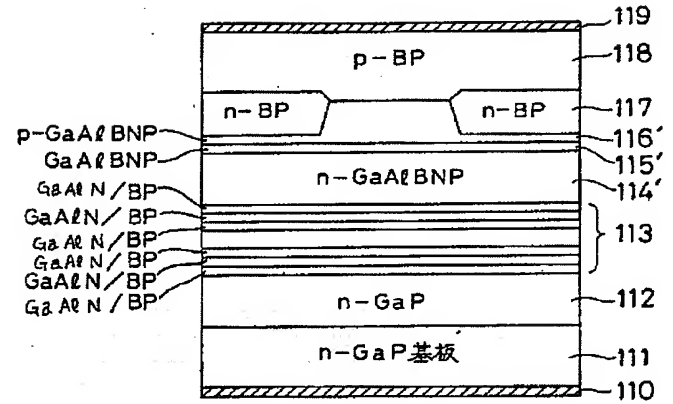 119
118
p-BP
n-BP
n-BP
117
p-GaAlBNP
116'
GaAlBNP
115'
n-GaAlBNP
114'
GaAlN/BP
GaAlN/BP
GaAlN/BP
113
GaAlN/BP
GaAlN/BP
GaAlN/BP
n-GaP
112
n-GaP基板
111
110